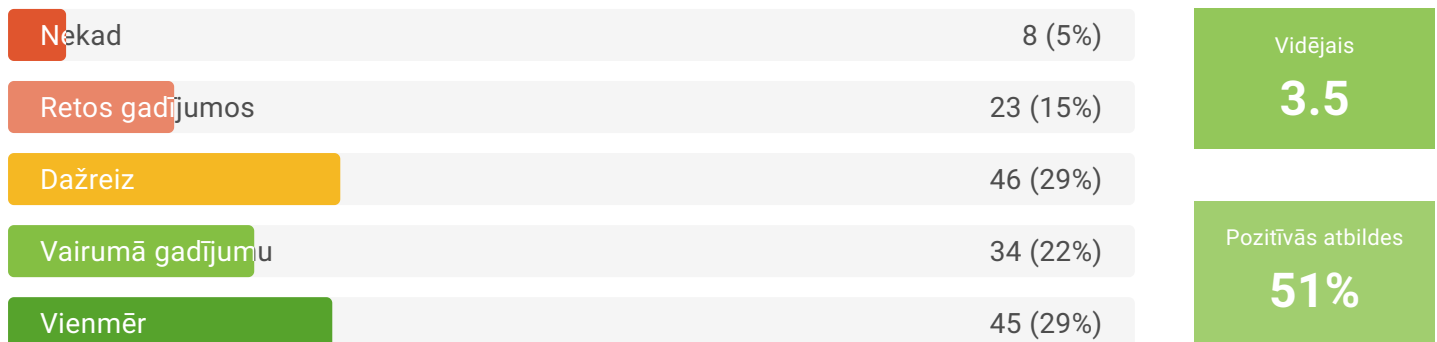 Nekad 8 (5%)
Retos gadījumos 23 (15%)
Dažreiz 46 (29%)
Vairumā gadījumu 34 (22%)
Vienmēr 45 (29%)
Vidējais
3.5
Pozitīvās atbildes
51%